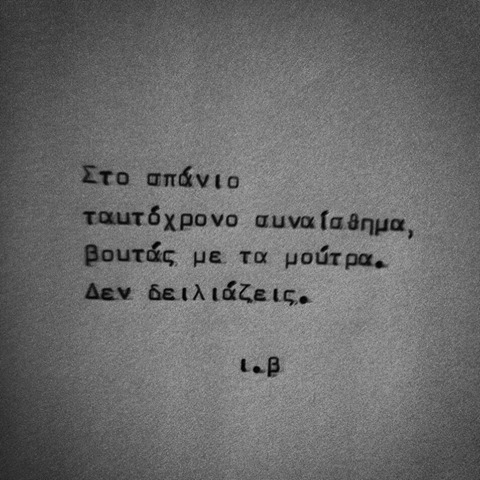 Στο σπάνιο
ταυτόχρονο συναίσθημα,
βουτάς με τα μούτρα.
Δεν δειλιάζεις.
ι.β